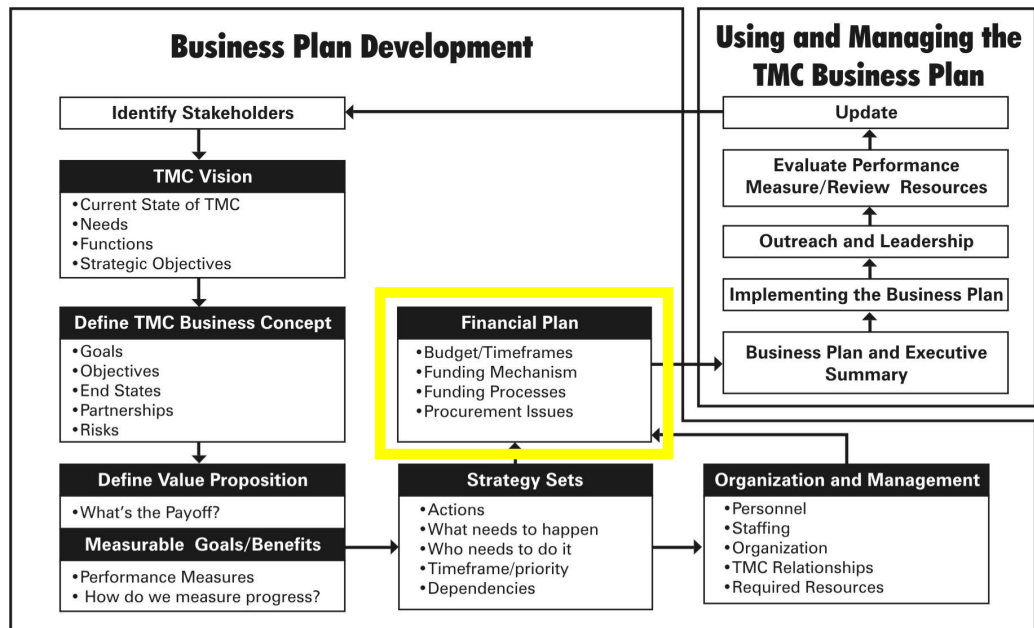 Business Plan Development
Identify Stakeholders
TMC Vision
•Current State of TMC
•Needs
•Functions
•Strategic Objectives
Define TMC Business Concept
•Goals
•Objectives
•End States
•Partnerships
•Risks
Define Value Proposition
•What's the Payoff?
Measurable Goals/Benefits
•Performance Measures
• How do we measure progress?
Financial Plan
•Budget/Timeframes
•Funding Mechanism
•Funding Processes
•Procurement Issues
Strategy Sets
•Actions
•What needs to happen
•Who needs to do it
•Timeframe/priority
•Dependencies
Organization and Management
•Personnel
•Staffing
•Organization
•TMC Relationships
•Required Resources
Using and Managing the
TMC Business Plan
Update
Evaluate Performance
Measure/Review Resources
Outreach and Leadership
Implementing the Business Plan
Business Plan and Executive
Summary